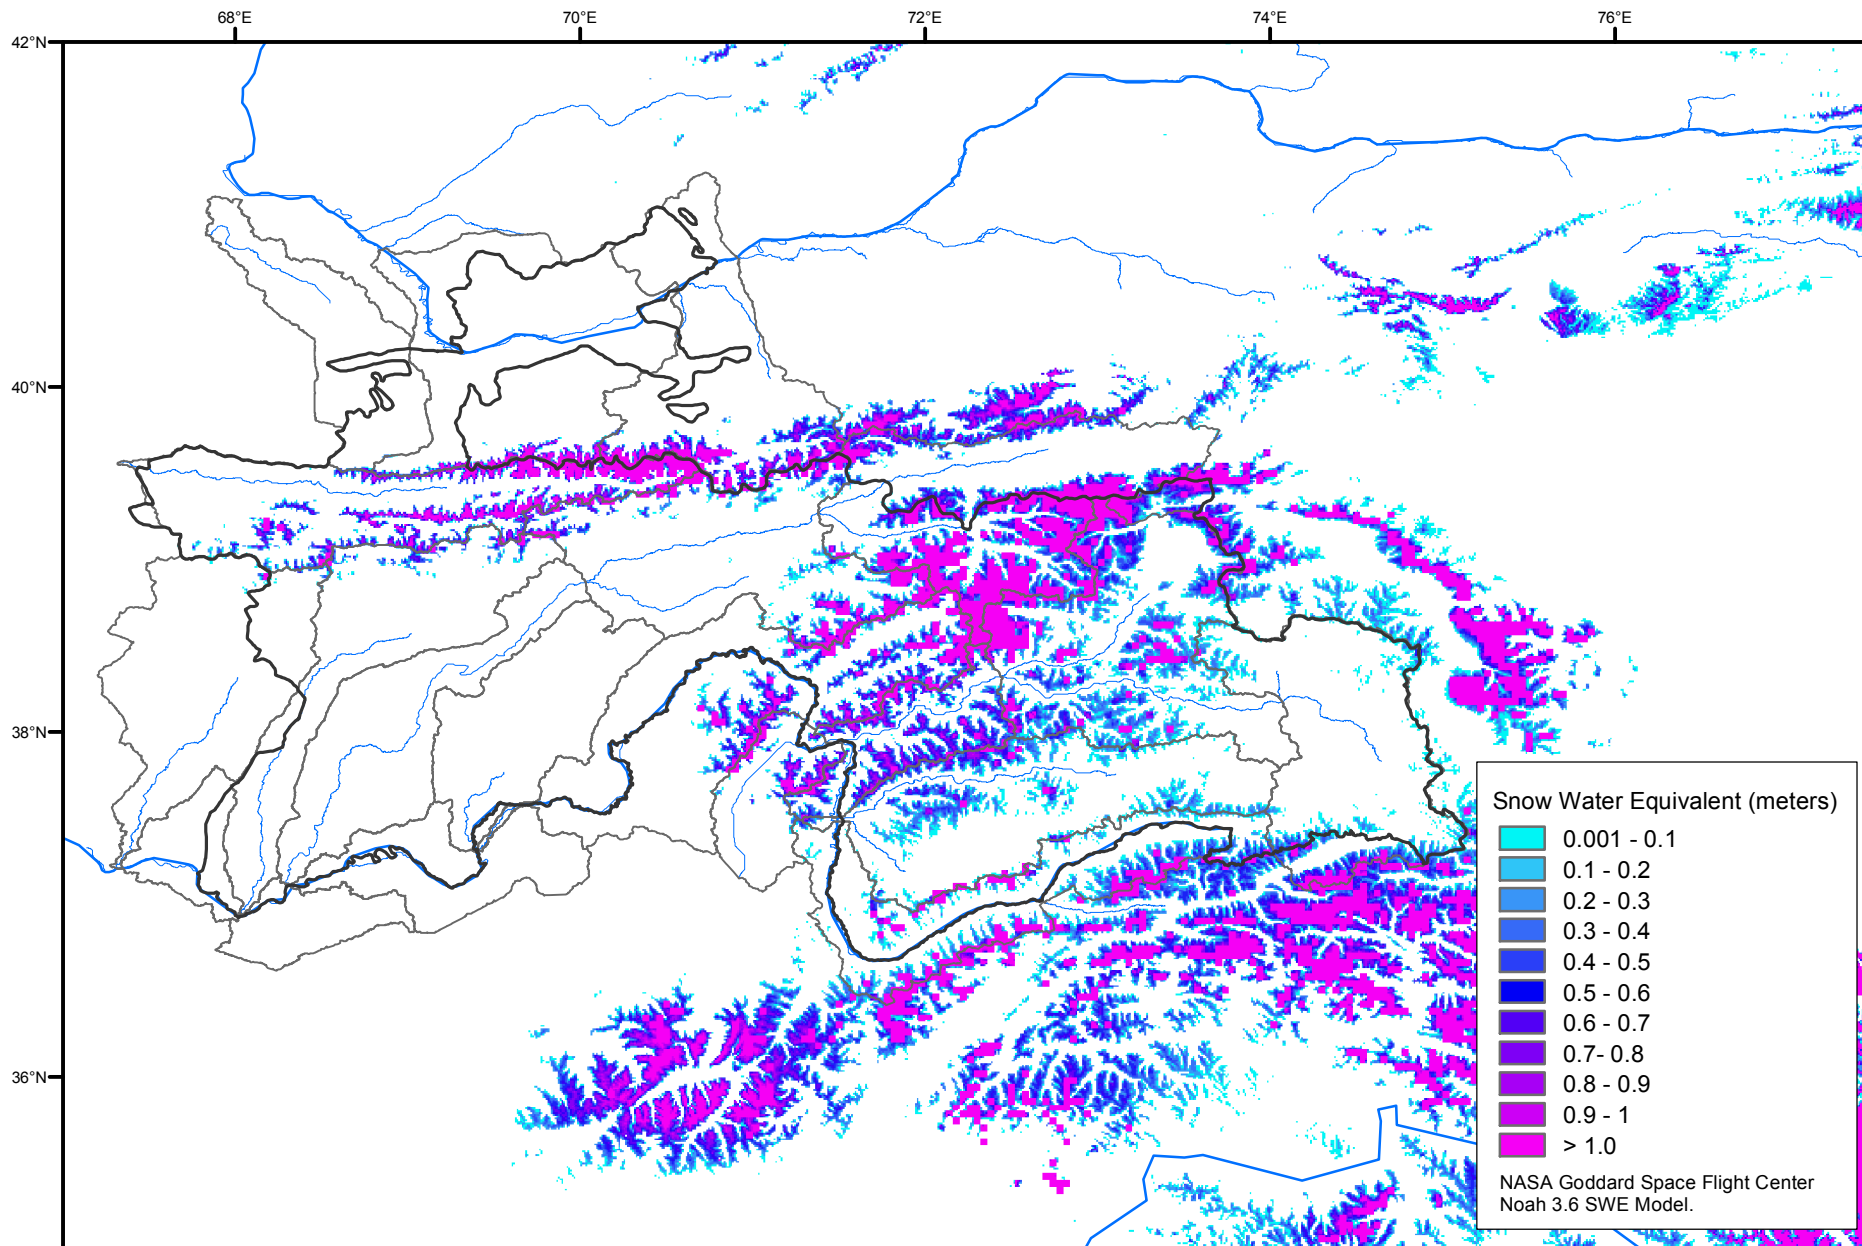 68°E 70°E 72°E 74°E 76°E
42°N
40°N
38°N
36°N
Snow Water Equivalent (meters)
0.001 - 0.1
0.1 - 0.2
0.2 - 0.3
0.3 - 0.4
0.4 - 0.5
0.5 - 0.6
0.6 - 0.7
0.7- 0.8
0.8 - 0.9
0.9 - 1
> 1.0
NASA Goddard Space Flight Center
Noah 3.6 SWE Model.